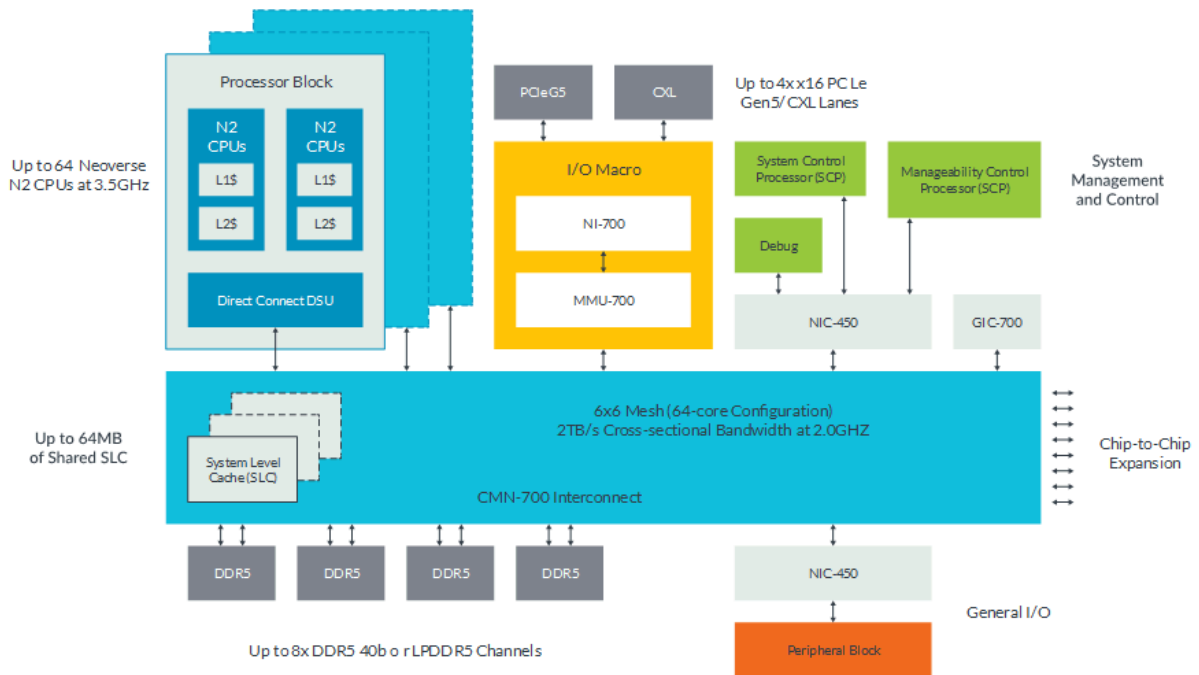 Processor Block
N2
CPUs
L1$
L2$
N2
CPUs
L1$
L2$
Direct Connect DSU
Up to 64 Neoverse
N2 CPUs at 3.5GHz
PCIe G5
CXL
Up to 4x x16 PC Le
Gen5/ CXL Lanes
I/O Macro
NI-700
MMU-700
System Control
Processor (SCP)
Manageability Control
Processor (SCP)
System
Management
and Control
Debug
NIC-450
GIC-700
6x6 Mesh (64-core Configuration)
2TB/s Cross-sectional Bandwidth at 2.0GHZ
Up to 64MB
of Shared SLC
System Level
Cache (SLC)
CMN-700 Interconnect
Chip-to-Chip
Expansion
DDR5
DDR5
DDR5
DDR5
NIC-450
General I/O
Up to 8x DDR5 40b o r LPDDR5 Channels
Peripheral Block